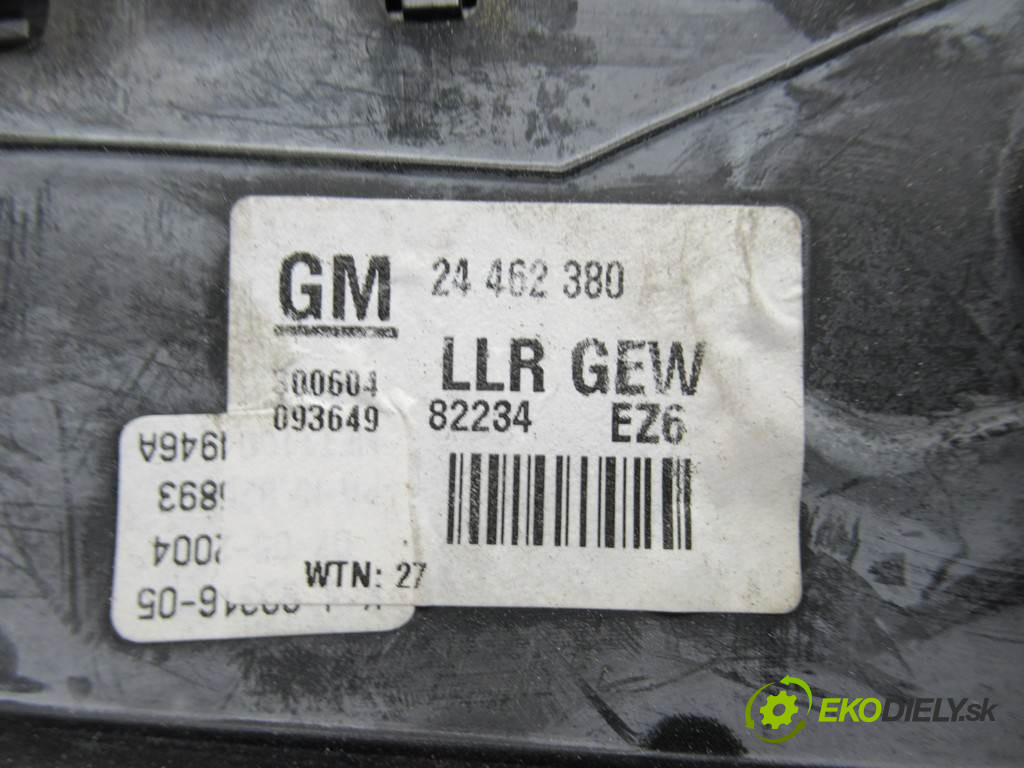 GM 24 462 380
LLR GEW
300604
093649 82234 EZ6
WTN: 27
EKODIELY.sk